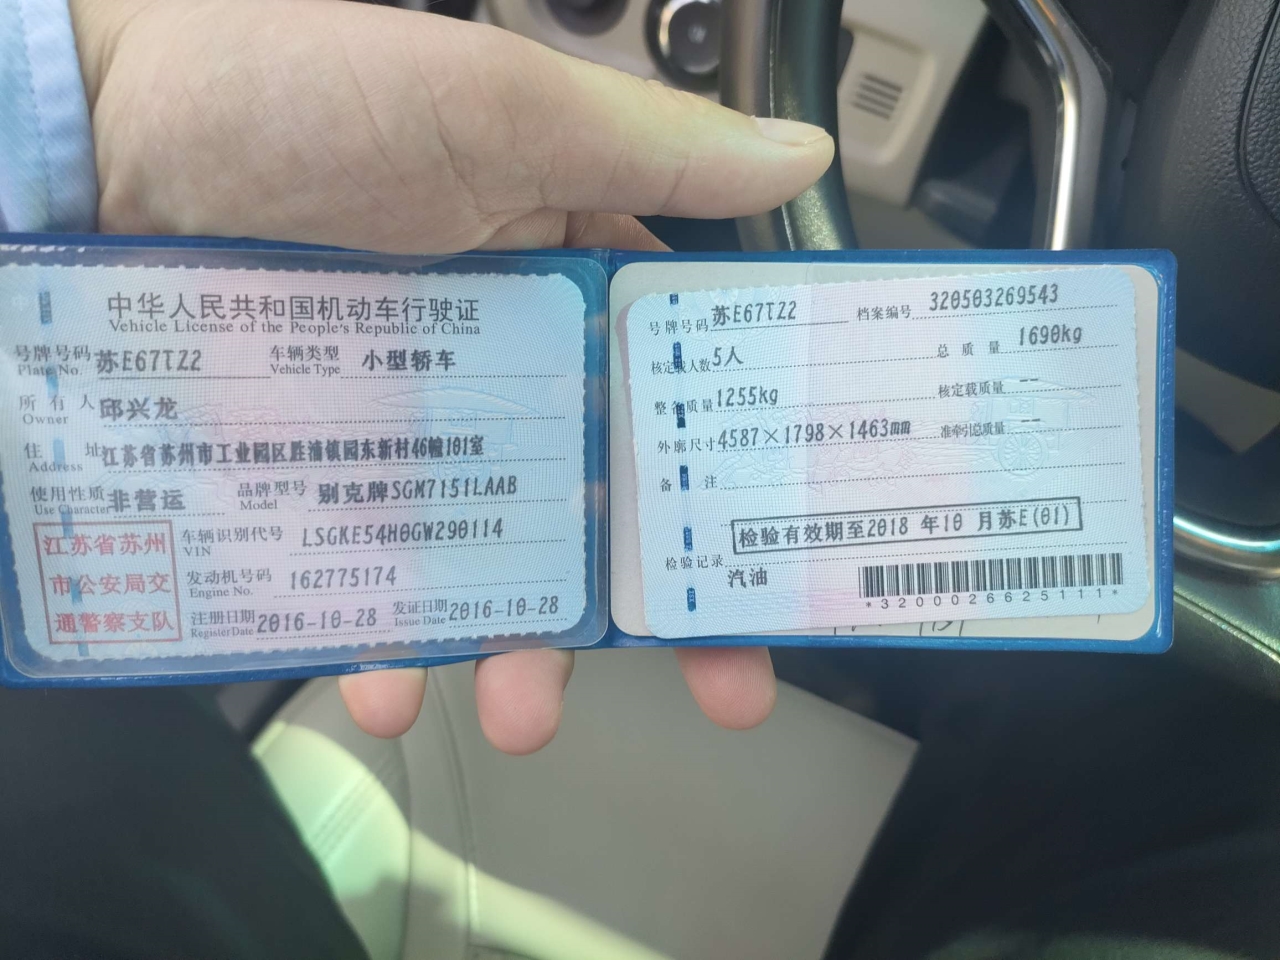 中华人民共和国机动车行驶证
Vehicle License of the People's Republic of China
号牌号码 苏E67TZ2 车辆类型 小型轿车
Plate No. Vehicle Type
所有人 邱兴龙
Owner
住址 江苏省苏州市工业园区胜浦镇园东新村46幢101室
Address
使用性质 非营运 品牌型号 别克牌SGM7151LAAB
Use Character Model
江苏省苏州
市公安局交
通警察支队
车辆识别代号 LSGKE54H0GW290114
VIN
发动机号码 162775174
Engine No.
注册日期 2016-10-28 发证日期 2016-10-28
Register Date Issue Date
号牌号码 苏E67TZ2 档案编号 320503269543
核定载人数 5人 总质量 1690kg
整备质量 1255kg 核定载质量 --
外廓尺寸 4587×1798×1463mm 准牵引总质量 --
备注
检验有效期至2018 年10 月苏E(01)
检验记录
汽油
*3200026625111*